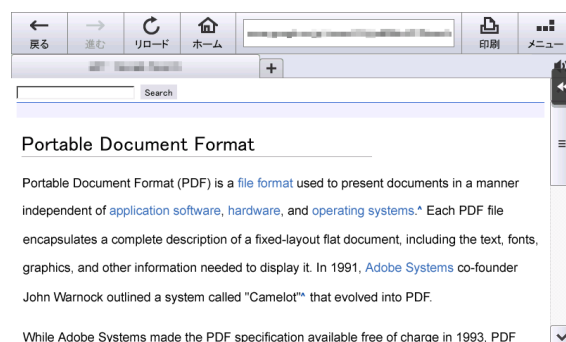 戻る 進む リロード ホーム 印刷 メニュー
+
Search
Portable Document Format
Portable Document Format (PDF) is a file format used to present documents in a manner
independent of application software, hardware, and operating systems.^ Each PDF file
encapsulates a complete description of a fixed-layout flat document, including the text, fonts,
graphics, and other information needed to display it. In 1991, Adobe Systems co-founder
John Warnock outlined a system called "Camelot"^ that evolved into PDF.
While Adobe Systems made the PDF specification available free of charge in 1993, PDF